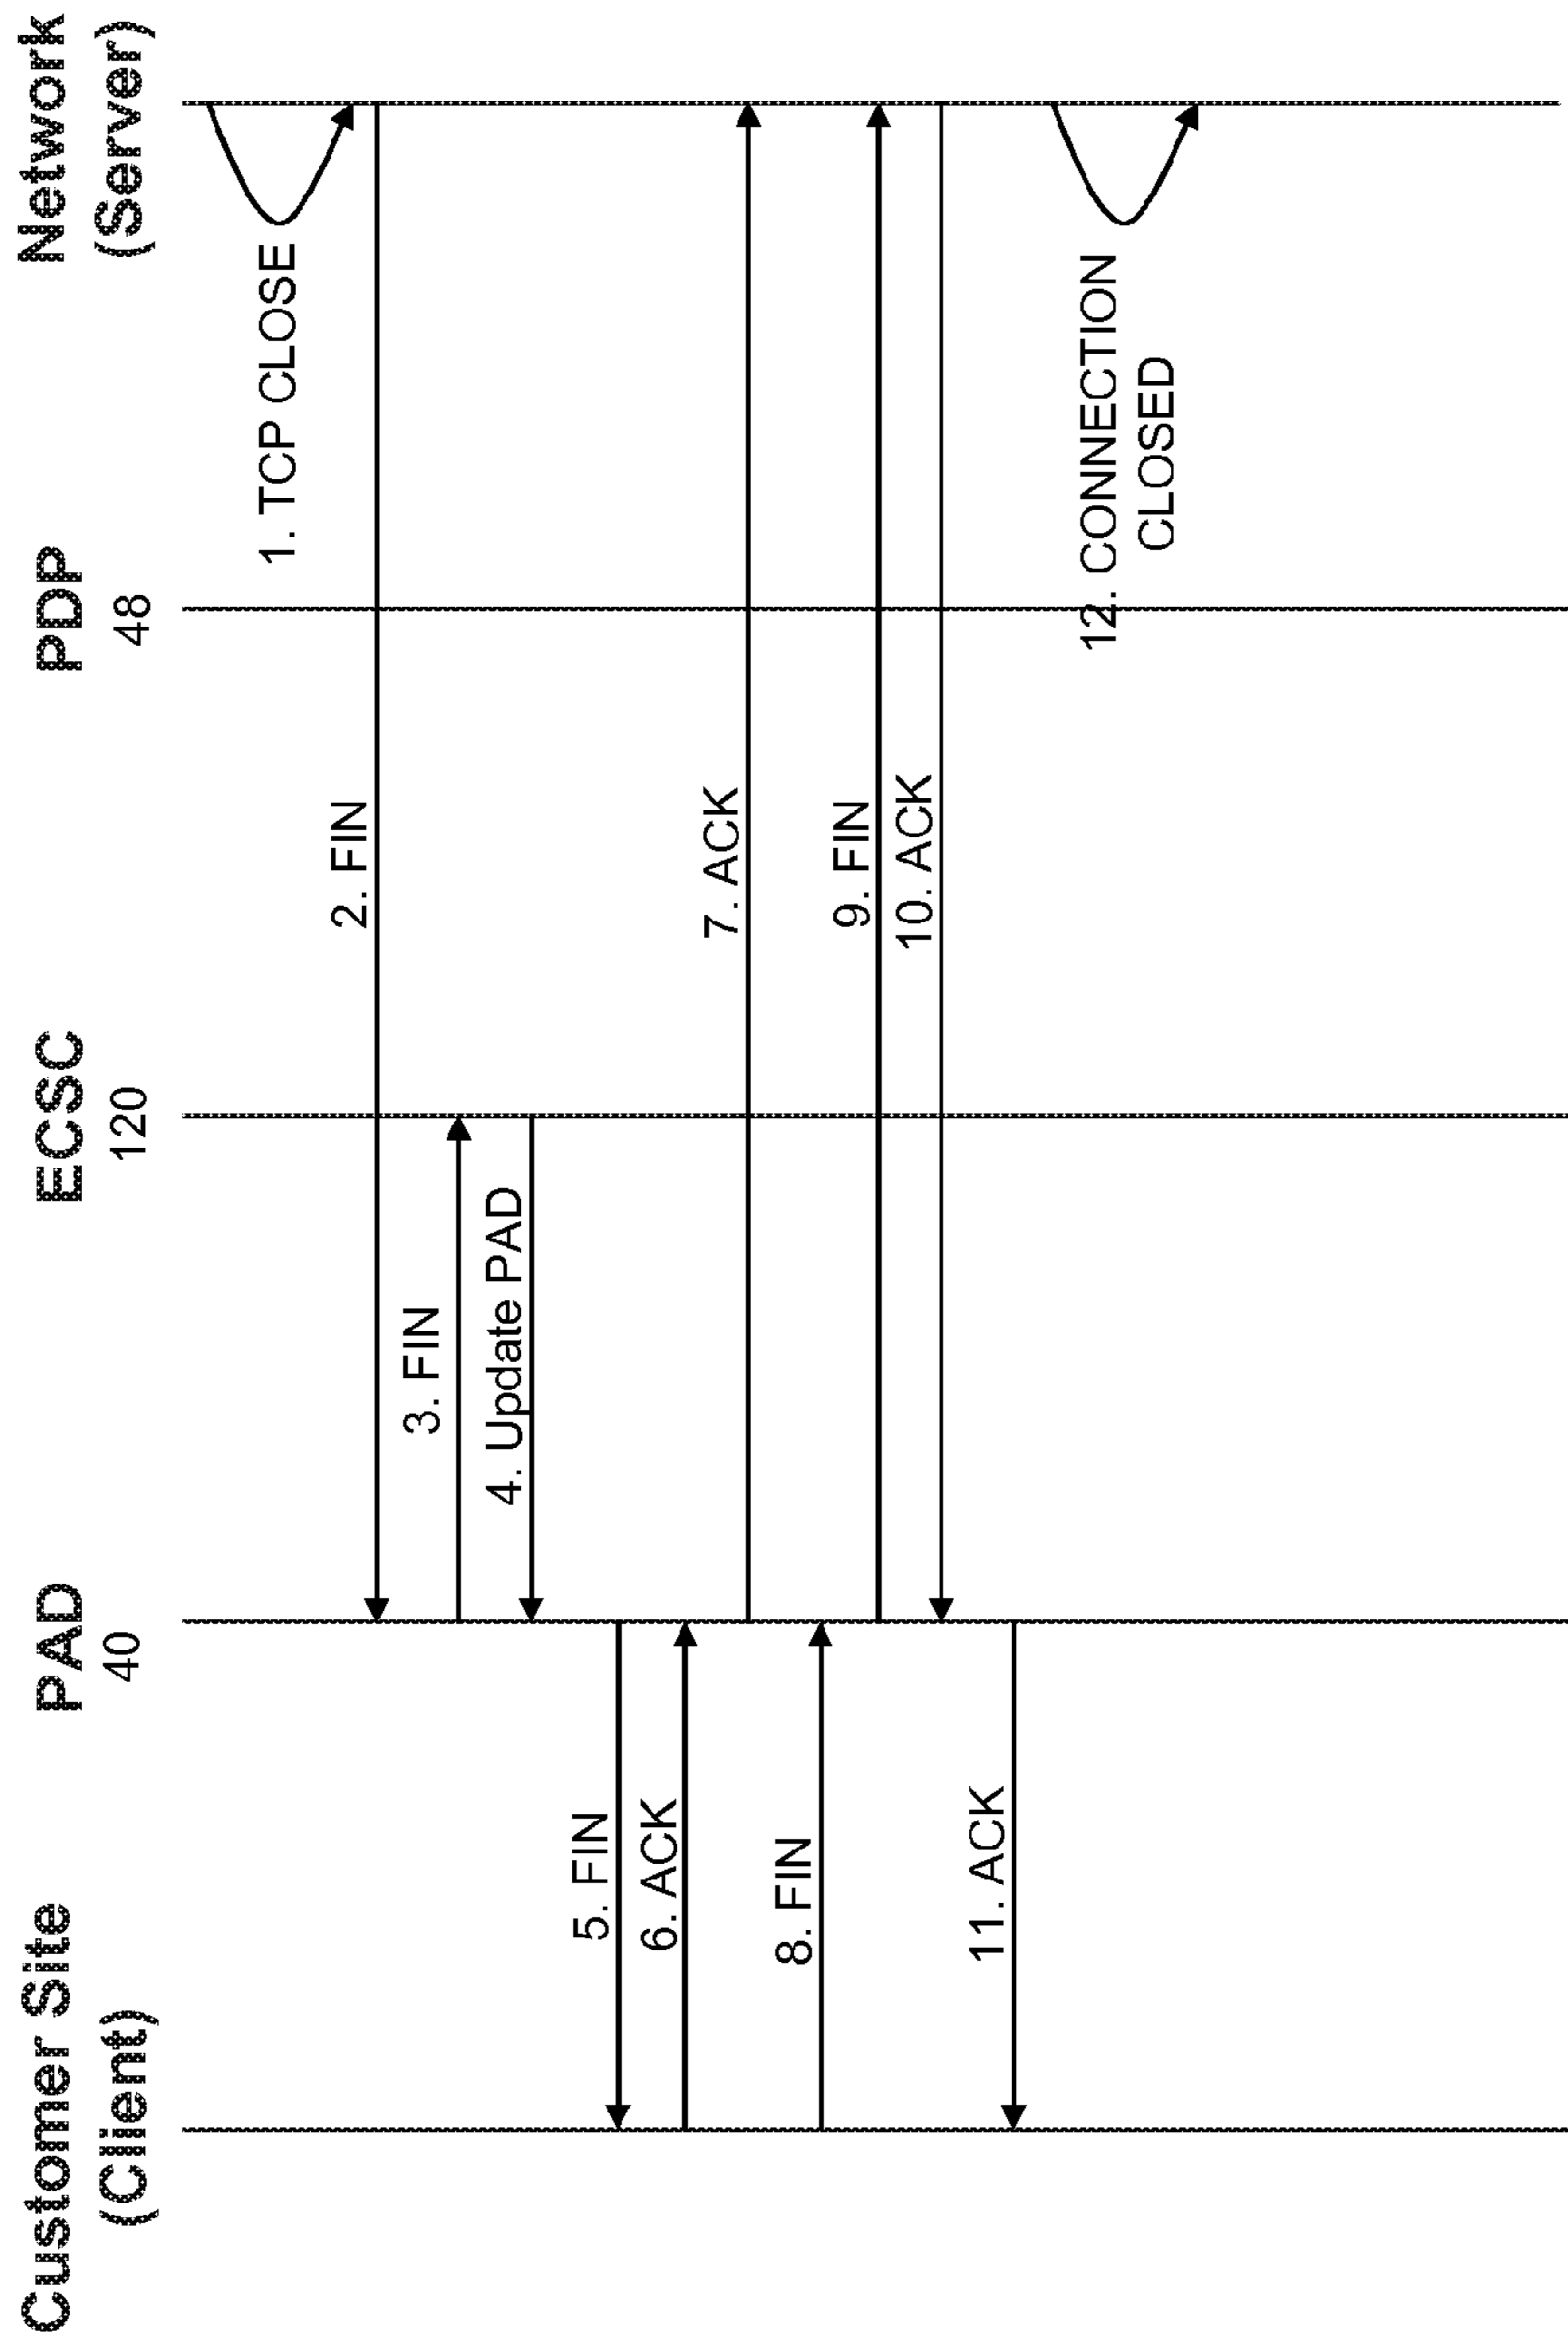 Customer Site
(Client)
PAD
40
ECSC
120
PDP
48
Network
(Server)
1. TCP CLOSE
2. FIN
3. FIN
4. Update PAD
5. FIN
6. ACK
7. ACK
8. FIN
9. FIN
10. ACK
11. ACK
12. CONNECTION
CLOSED